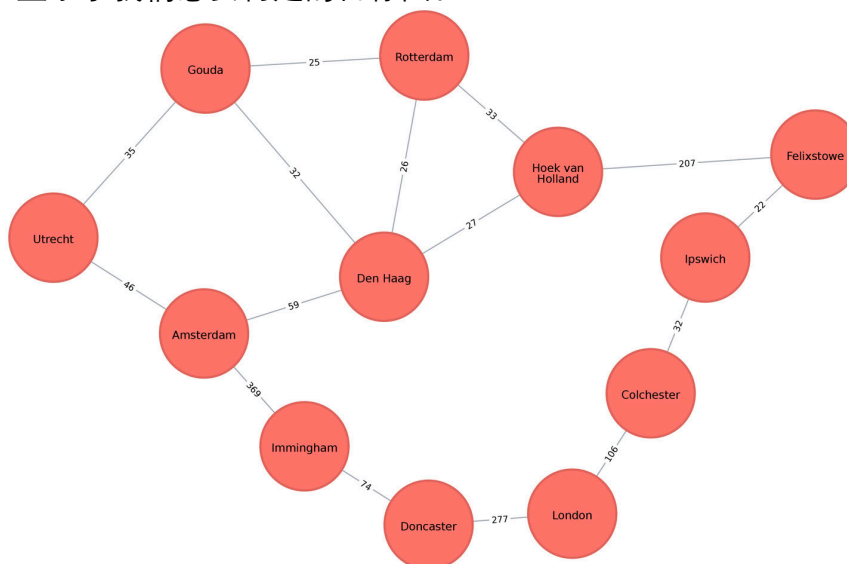 Gouda
25
Rotterdam
33
35
32
26
Hoek van
Holland
207
Felixstowe
22
27
Utrecht
Den Haag
Ipswich
46
59
Amsterdam
32
369
Colchester
Immingham
106
74
Doncaster
277
London